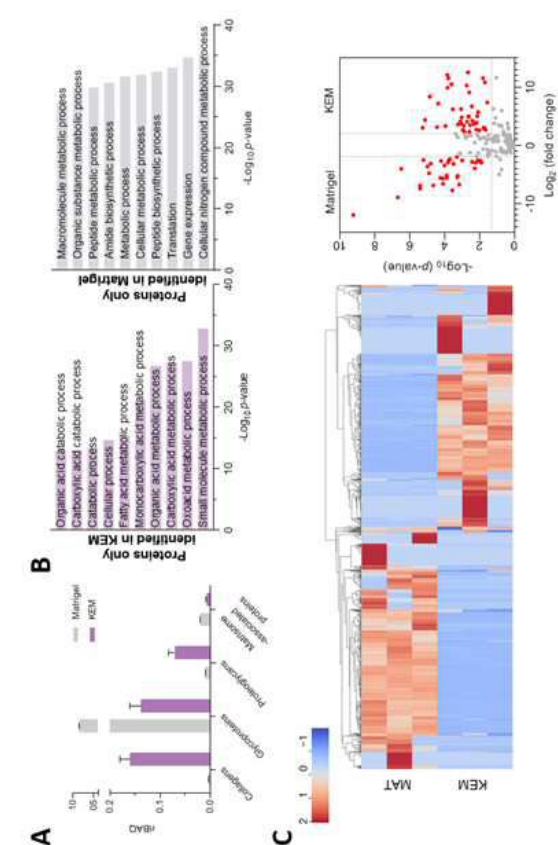 A
riBAQ
10
5
0.2
0.1
0.0
Matrigel
KEM
Collagens
Glycoproteins
Proteoglycans
Matrisome
-associated
proteins
B
Proteins only
identified in KEM
Organic acid catabolic process
Carboxylic acid catabolic process
Catabolic process
Cellular process
Fatty acid metabolic process
Monocarboxylic acid metabolic process
Organic acid metabolic process
Carboxylic acid metabolic process
Oxoacid metabolic process
Small molecule metabolic process
0 10 20 30 40
-Log10 p-value
Proteins only
identified in Matrigel
Macromolecule metabolic process
Organic substance metabolic process
Peptide metabolic process
Amide biosynthetic process
Metabolic process
Cellular metabolic process
Peptide biosynthetic process
Translation
Gene expression
Cellular nitrogen compound metabolic process
0 10 20 30 40
-Log10 p-value
C
2 1 0 -1
MAT
KEM
Matrigel KEM
-Log10 (p-value)
10
8
6
4
2
0
-10 0 10
Log2 (fold change)